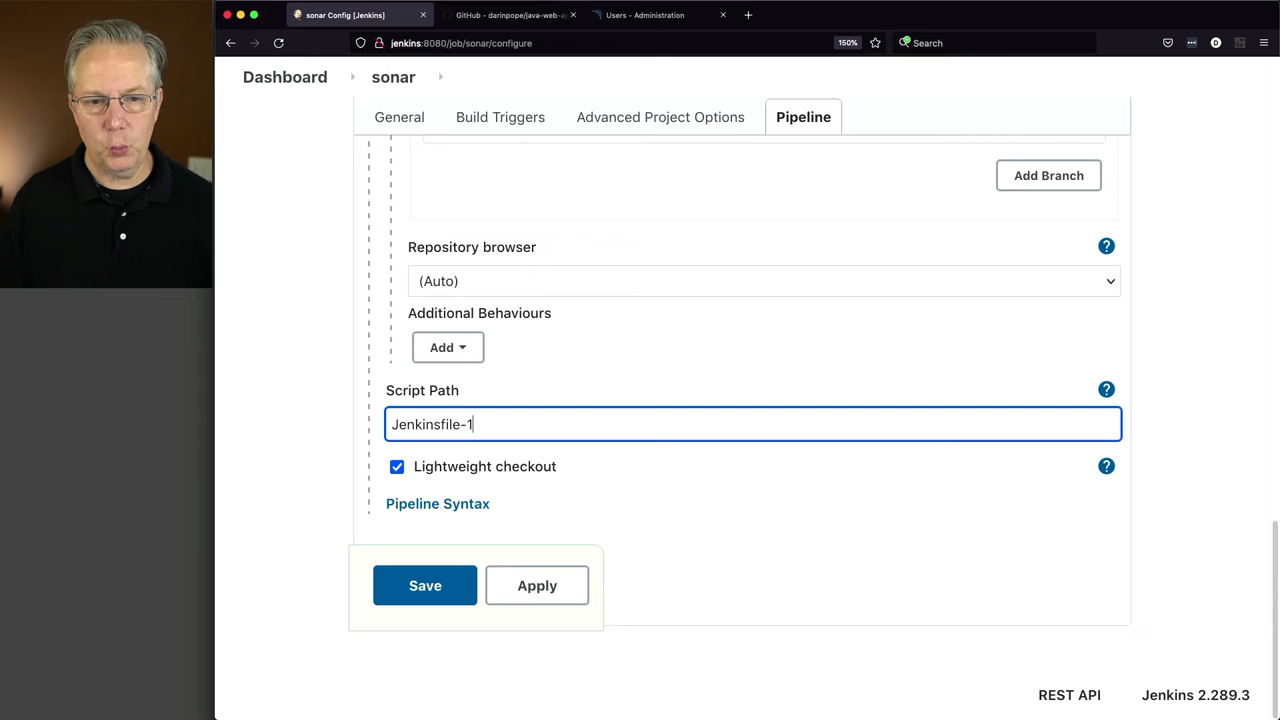 sonar Config [Jenkins]
GitHub - darinpope/java-web-ap
Users - Administration
jenkins:8080/job/sonar/configure
150%
Search
Dashboard
sonar
General
Build Triggers
Advanced Project Options
Pipeline
Add Branch
Repository browser
?
(Auto)
Additional Behaviours
Add
Script Path
?
Jenkinsfile-1
Lightweight checkout
?
Pipeline Syntax
Save
Apply
REST API
Jenkins 2.289.3